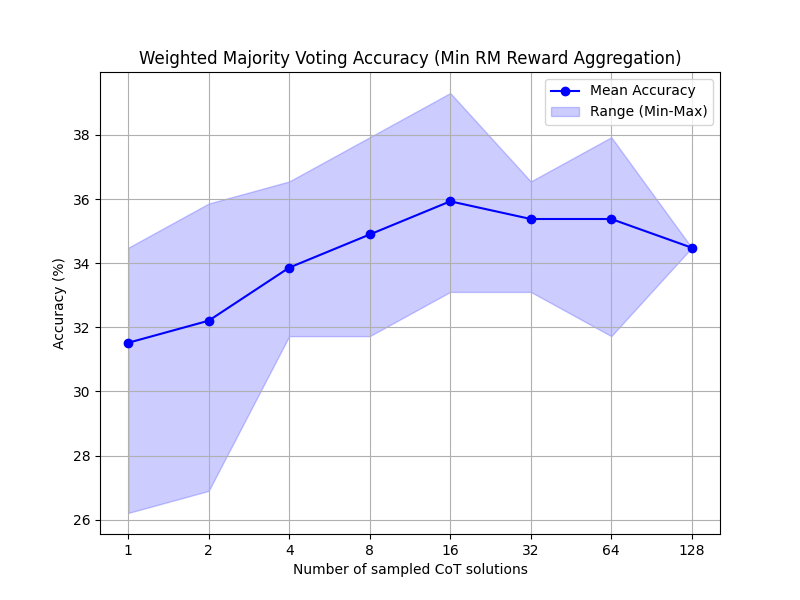 Weighted Majority Voting Accuracy (Min RM Reward Aggregation)
Mean Accuracy
Range (Min-Max)
Accuracy (%)
38
36
34
32
30
28
26
1 2 4 8 16 32 64 128
Number of sampled CoT solutions